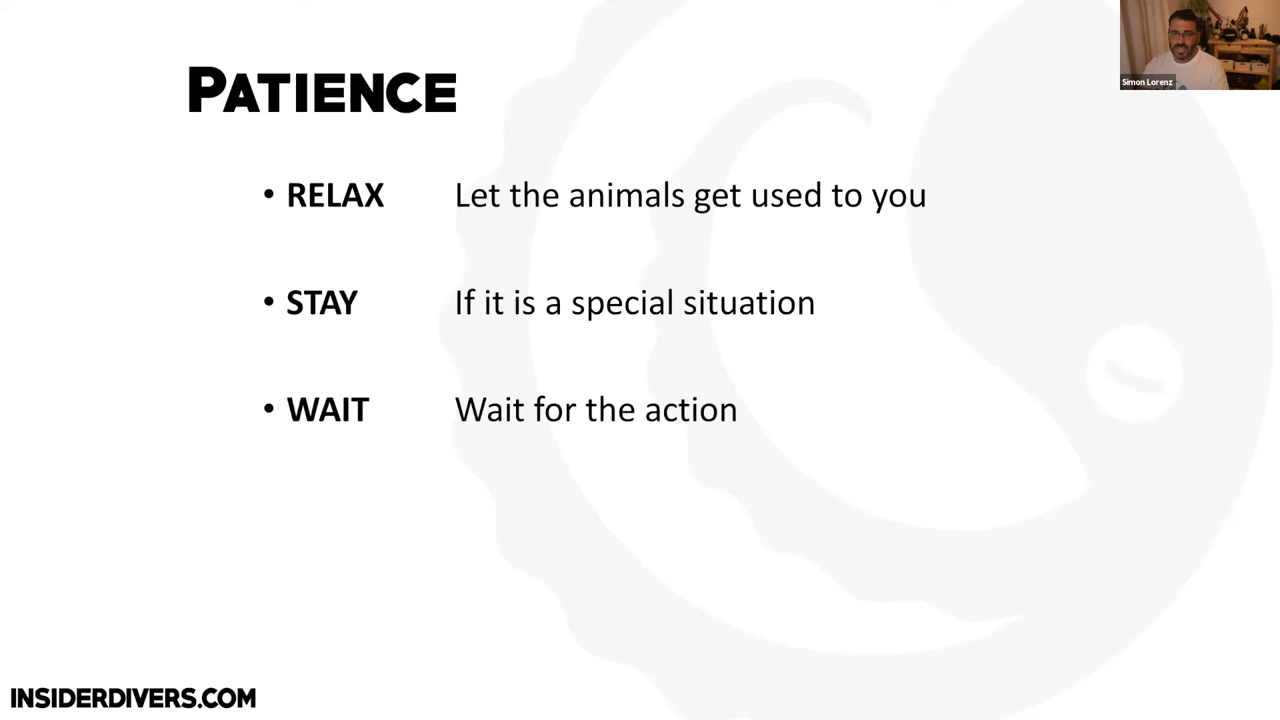 PATIENCE
• RELAX Let the animals get used to you
• STAY If it is a special situation
• WAIT Wait for the action
INSIDERDIVERS.COM
Simon Lorenz